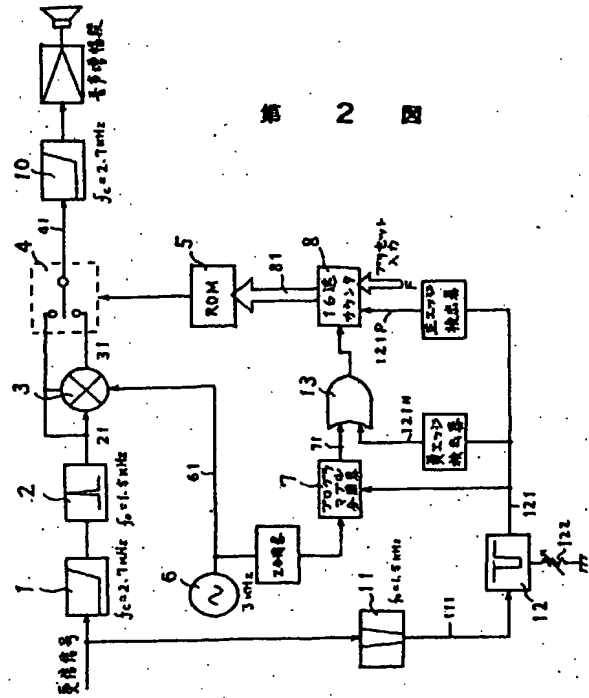 第 2 図
受信信号
1
fc=2.7kHz
2
fo=1.5kHz
21
3
31
4
41
10
fc=2.7kHz
音声増幅段
6
3kHz
61
2分周器
7
プログラ
マブル
分周器
71
13
5
ROM
81
8
16進
カウンタ
プリセット
入力
F
121P
正エッジ
検出器
121N
負エッジ
検出器
11
fo=1.5kHz
111
12
121
122